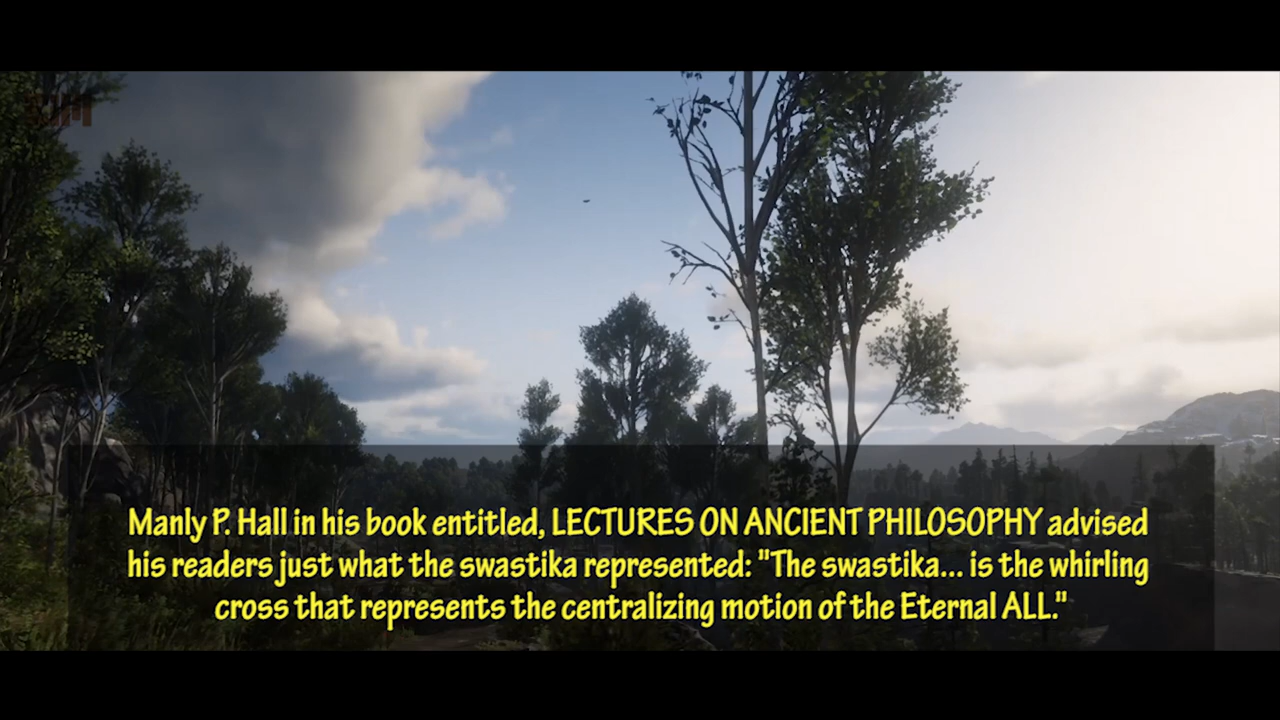 Manly P. Hall in his book entitled, LECTURES ON ANCIENT PHILOSOPHY advised
his readers just what the swastika represented: "The swastika... is the whirling
cross that represents the centralizing motion of the Eternal ALL."